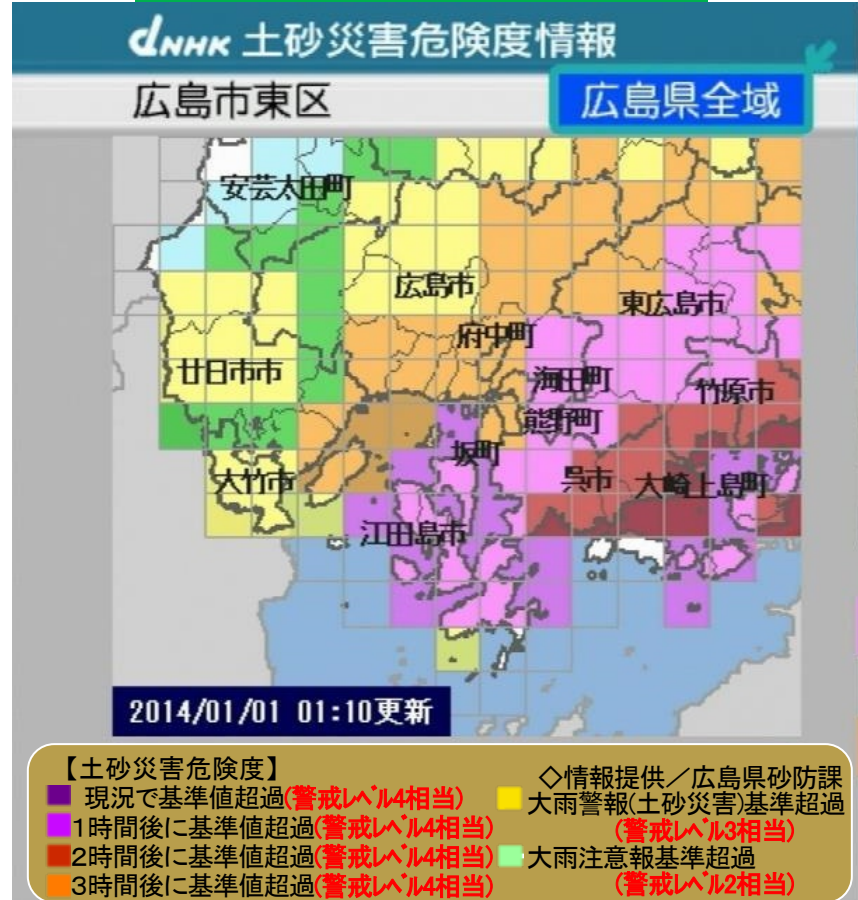 dNHK 土砂災害危険度情報
広島市東区
広島県全域
安芸太田町
広島市
東広島市
府中町
廿日市市
海田町
竹原市
熊野町
坂町
大竹市
呉市
大崎上島町
江田島市
2014/01/01 01:10更新
【土砂災害危険度】
現況で基準値超過(警戒レベル4相当)
1時間後に基準値超過(警戒レベル4相当)
2時間後に基準値超過(警戒レベル4相当)
3時間後に基準値超過(警戒レベル4相当)
◇情報提供／広島県砂防課
大雨警報(土砂災害)基準超過
(警戒レベル3相当)
大雨注意報基準超過
(警戒レベル2相当)